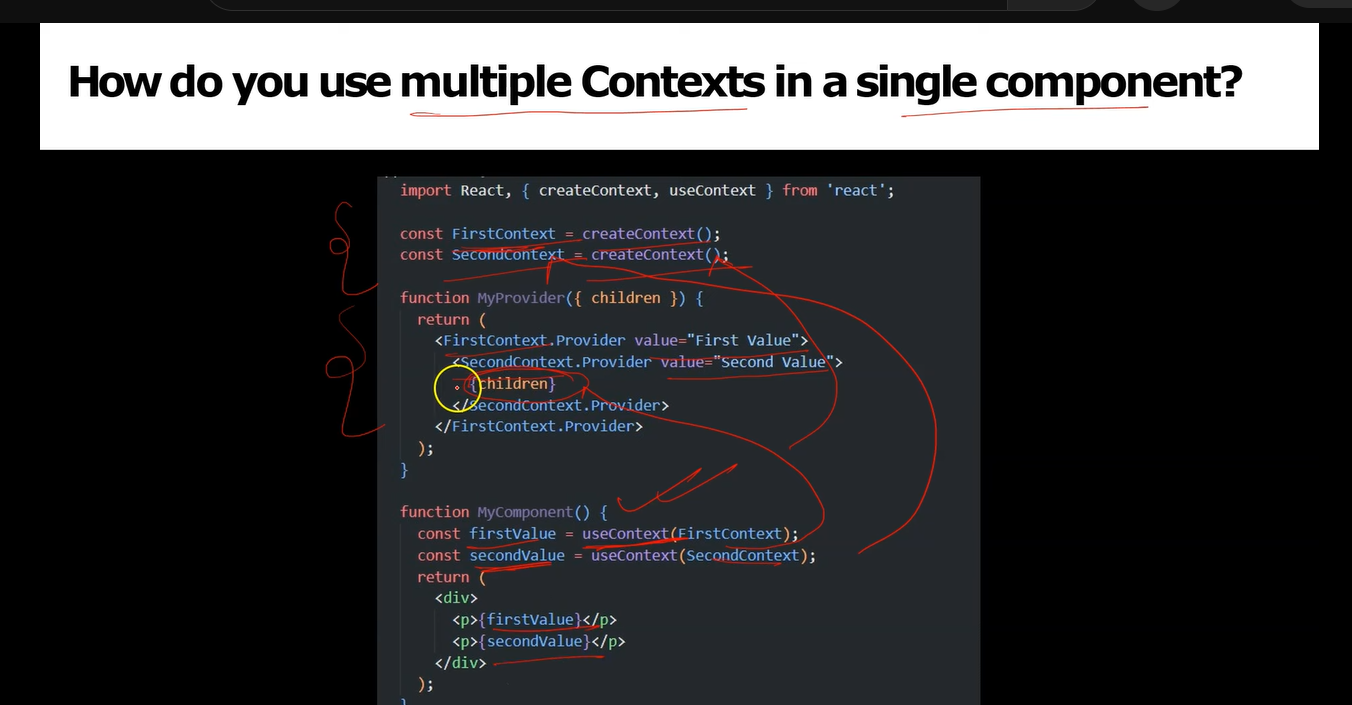 How do you use multiple Contexts in a single component?
import React, { createContext, useContext } from 'react';
const FirstContext = createContext();
const SecondContext = createContext();
function MyProvider({ children }) {
return (
<FirstContext.Provider value="First Value">
<SecondContext.Provider value="Second Value">
{children}
</SecondContext.Provider>
</FirstContext.Provider>
);
}
function MyComponent() {
const firstValue = useContext(FirstContext);
const secondValue = useContext(SecondContext);
return (
<div>
<p>{firstValue}</p>
<p>{secondValue}</p>
</div>
);
}